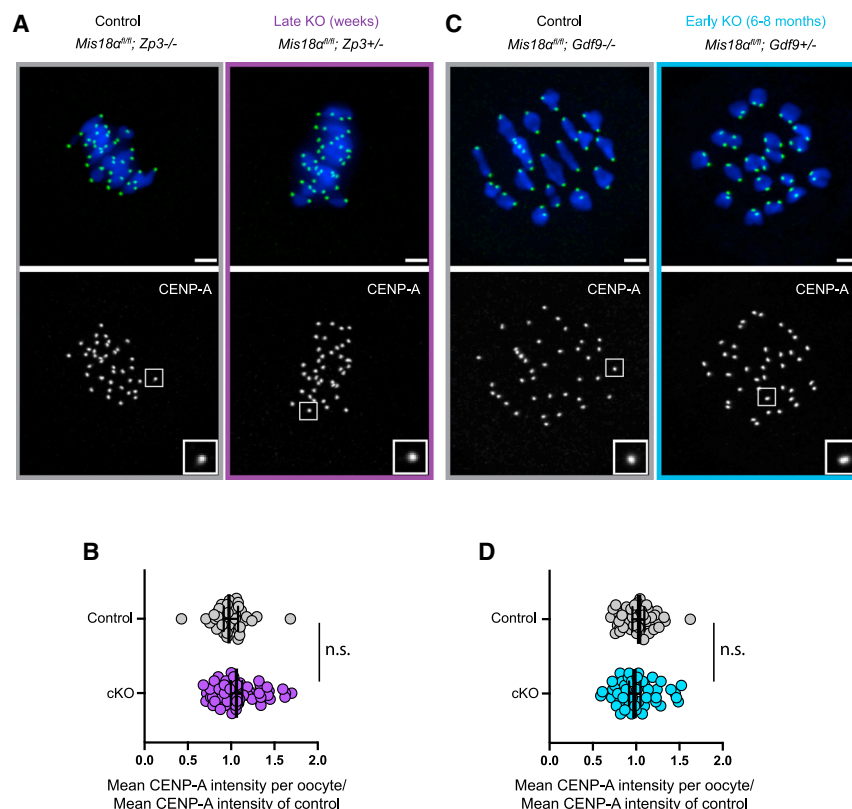 A
Control
Mis18α^fl/fl; Zp3-/-
Late KO (weeks)
Mis18α^fl/fl; Zp3+/-
CENP-A
CENP-A
C
Control
Mis18α^fl/fl; Gdf9-/-
Early KO (6-8 months)
Mis18α^fl/fl; Gdf9+/-
CENP-A
CENP-A
B
Control
cKO
n.s.
0.0 0.5 1.0 1.5 2.0
Mean CENP-A intensity per oocyte/
Mean CENP-A intensity of control
D
Control
cKO
n.s.
0.0 0.5 1.0 1.5 2.0
Mean CENP-A intensity per oocyte/
Mean CENP-A intensity of control